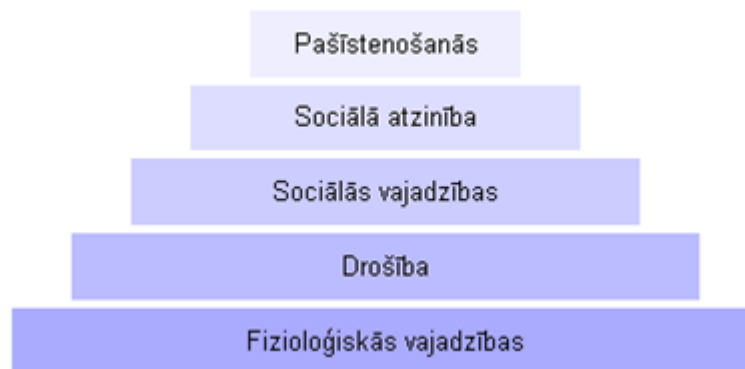 Pašīstenošanās
Sociālā atzinība
Sociālās vajadzības
Drošība
Fizioloģiskās vajadzības